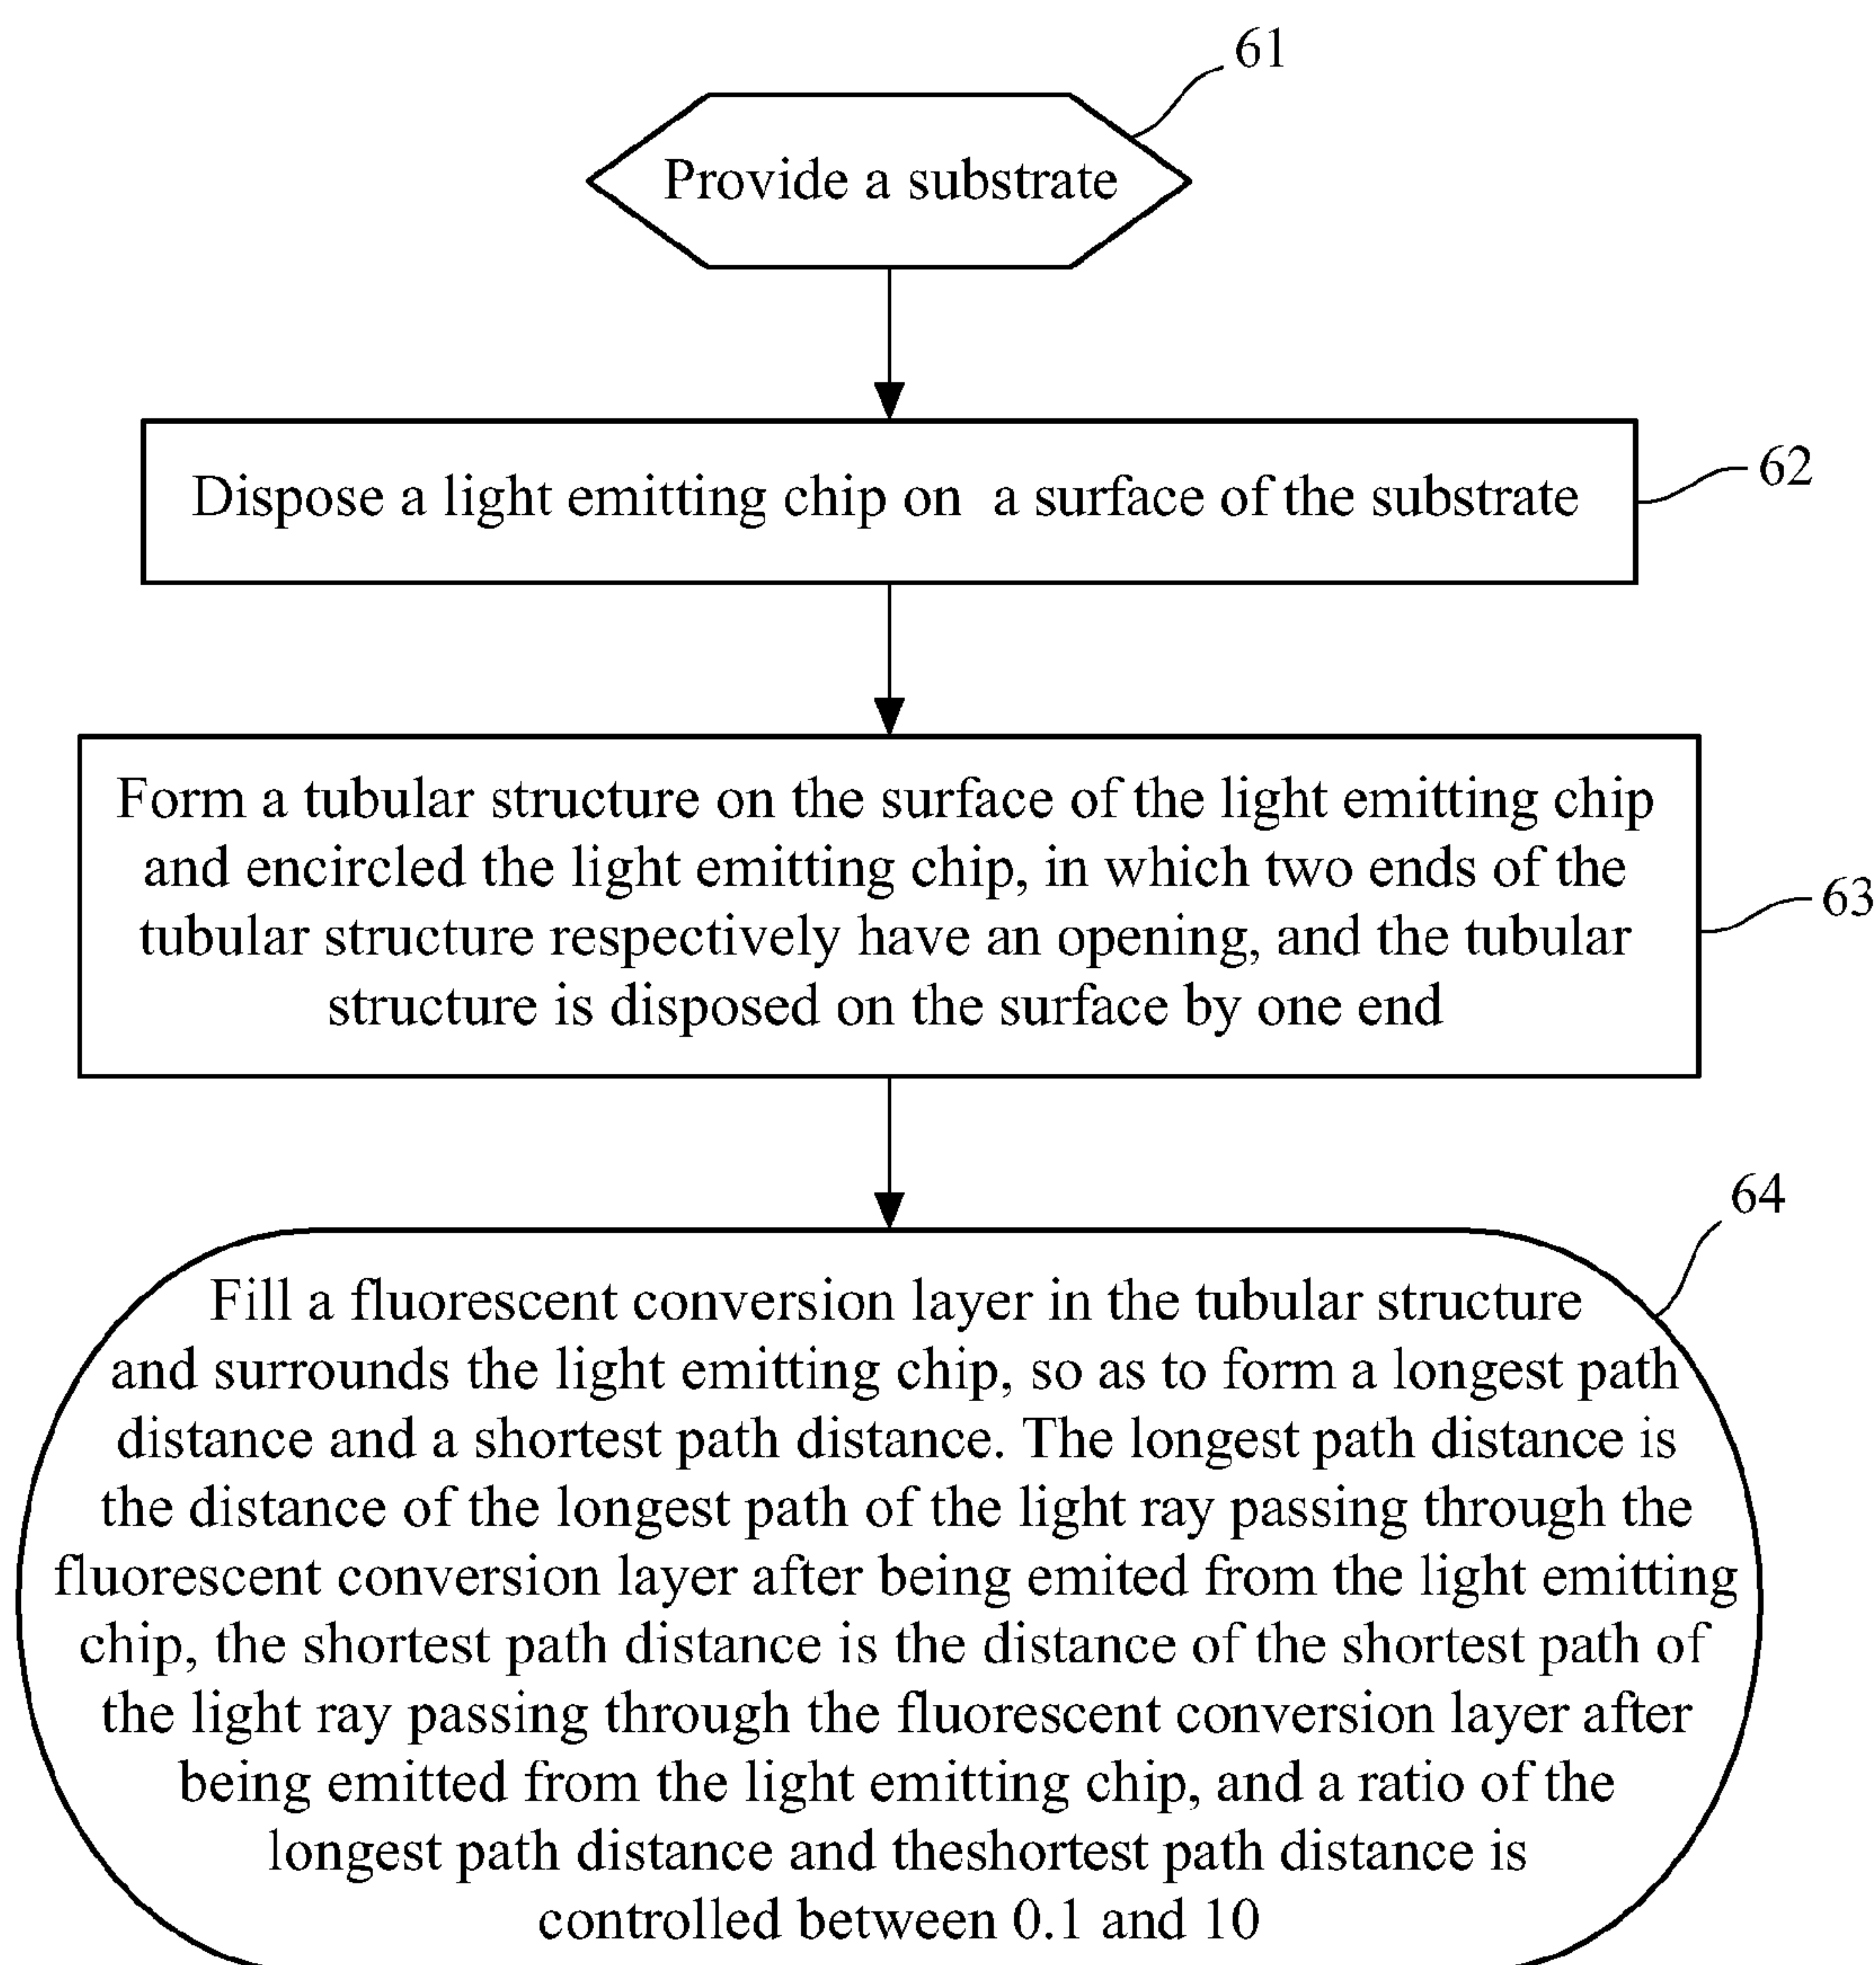 61
Provide a substrate
Dispose a light emitting chip on a surface of the substrate
62
Form a tubular structure on the surface of the light emitting chip
and encircled the light emitting chip, in which two ends of the
tubular structure respectively have an opening, and the tubular
structure is disposed on the surface by one end
63
64
Fill a fluorescent conversion layer in the tubular structure
and surrounds the light emitting chip, so as to form a longest path
distance and a shortest path distance. The longest path distance is
the distance of the longest path of the light ray passing through the
fluorescent conversion layer after being emited from the light emitting
chip, the shortest path distance is the distance of the shortest path of
the light ray passing through the fluorescent conversion layer after
being emitted from the light emitting chip, and a ratio of the
longest path distance and theshortest path distance is
controlled between 0.1 and 10